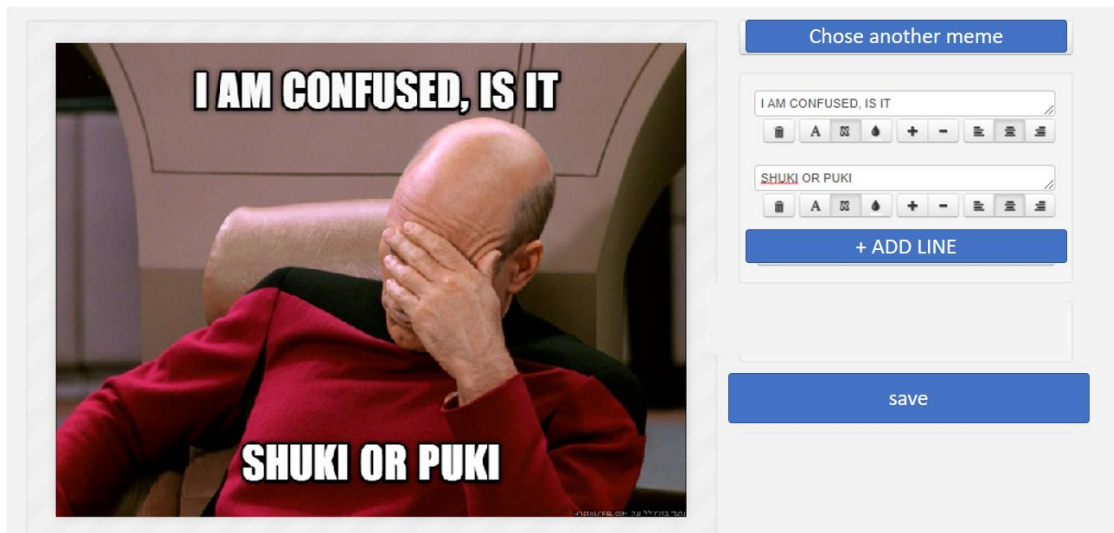 I AM CONFUSED, IS IT
SHUKI OR PUKI
Chose another meme
I AM CONFUSED, IS IT
SHUKI OR PUKI
+ ADD LINE
save